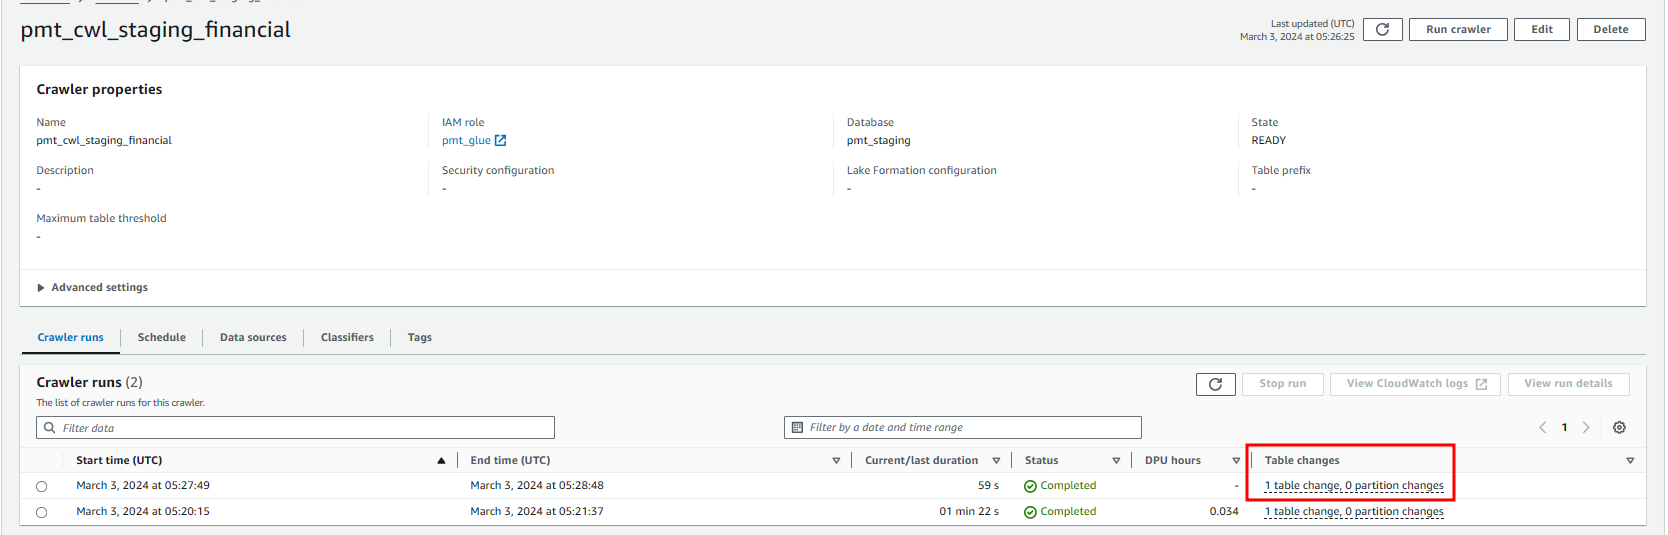 pmt_cwl_staging_financial
Last updated (UTC)
March 3, 2024 at 05:26:25
Run crawler
Edit
Delete
Crawler properties
Name
pmt_cwl_staging_financial
IAM role
pmt_glue
Database
pmt_staging
State
READY
Description
-
Security configuration
-
Lake Formation configuration
-
Table prefix
-
Maximum table threshold
-
Advanced settings
Crawler runs
Schedule
Data sources
Classifiers
Tags
Crawler runs (2)
The list of crawler runs for this crawler.
Stop run
View CloudWatch logs
View run details
Filter data
Filter by a date and time range
1
Start time (UTC) End time (UTC) Current/last duration Status DPU hours Table changes
March 3, 2024 at 05:27:49 March 3, 2024 at 05:28:48 59 s Completed - 1 table change, 0 partition changes
March 3, 2024 at 05:20:15 March 3, 2024 at 05:21:37 01 min 22 s Completed 0.034 1 table change, 0 partition changes